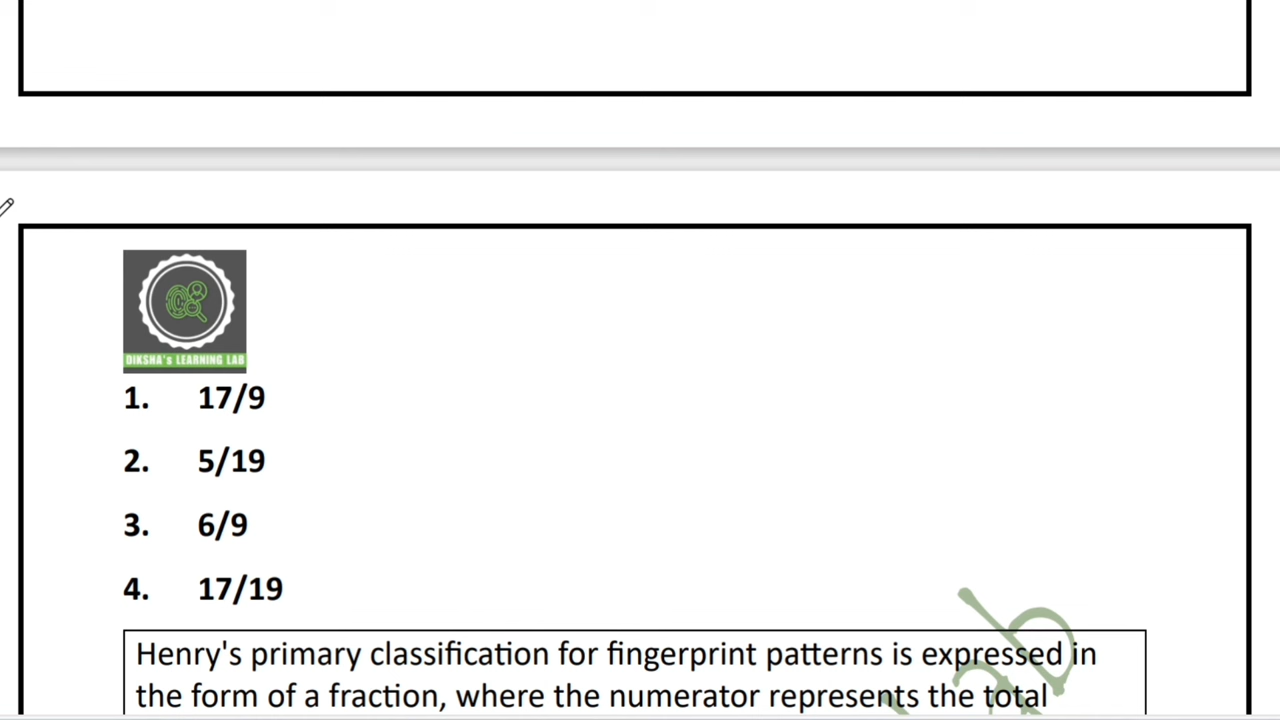 DIKSHA's LEARNING LAB
1. 17/9
2. 5/19
3. 6/9
4. 17/19
Henry's primary classification for fingerprint patterns is expressed in
the form of a fraction, where the numerator represents the total